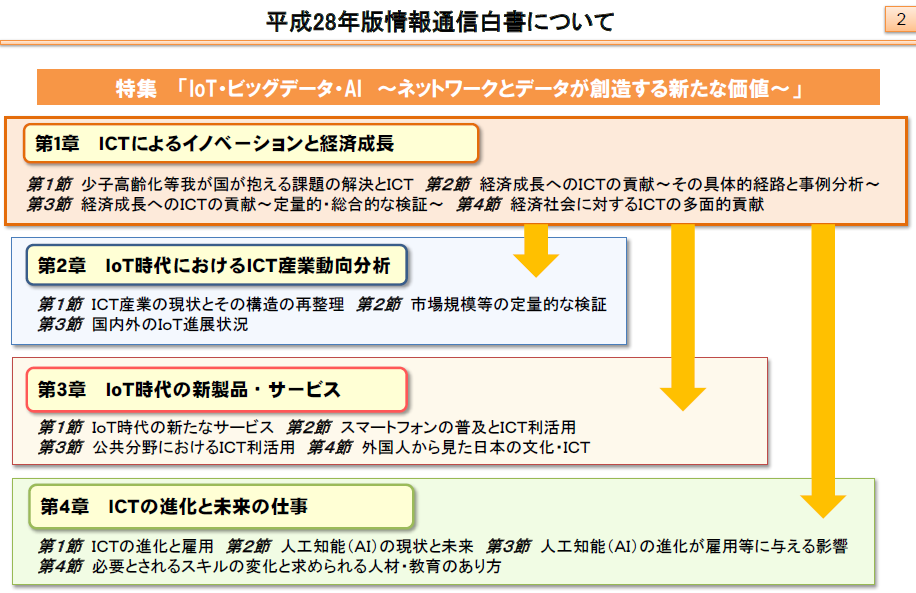 平成28年版情報通信白書について
2
特集 「IoT・ビッグデータ・AI ～ネットワークとデータが創造する新たな価値～」
第1章 ICTによるイノベーションと経済成長
第1節 少子高齢化等我が国が抱える課題の解決とICT 第2節 経済成長へのICTの貢献～その具体的経路と事例分析～
第3節 経済成長へのICTの貢献～定量的・総合的な検証～ 第4節 経済社会に対するICTの多面的貢献
第2章 IoT時代におけるICT産業動向分析
第1節 ICT産業の現状とその構造の再整理 第2節 市場規模等の定量的な検証
第3節 国内外のIoT進展状況
第3章 IoT時代の新製品・サービス
第1節 IoT時代の新たなサービス 第2節 スマートフォンの普及とICT利活用
第3節 公共分野におけるICT利活用 第4節 外国人から見た日本の文化・ICT
第4章 ICTの進化と未来の仕事
第1節 ICTの進化と雇用 第2節 人工知能（AI）の現状と未来 第3節 人工知能（AI）の進化が雇用等に与える影響
第4節 必要とされるスキルの変化と求められる人材・教育のあり方